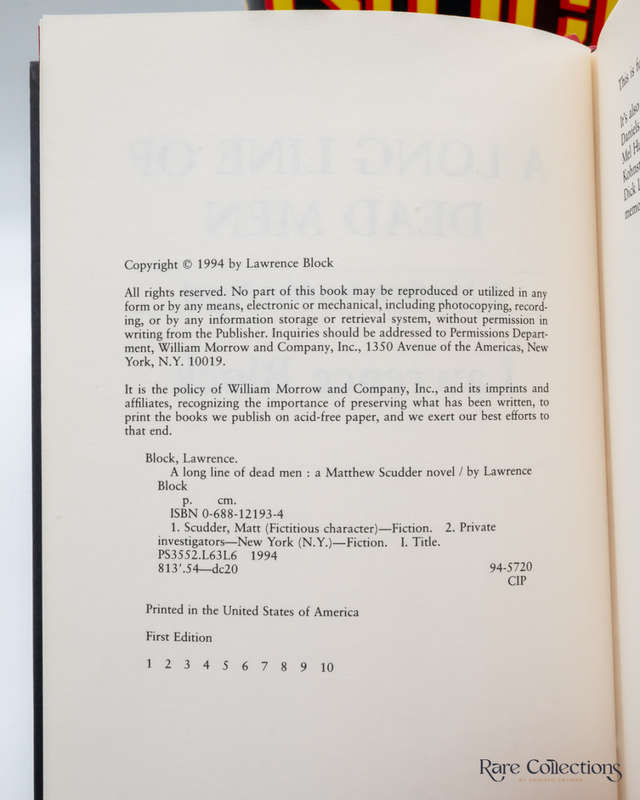 Copyright © 1994 by Lawrence Block
All rights reserved. No part of this book may be reproduced or utilized in any
form or by any means, electronic or mechanical, including photocopying, record-
ing, or by any information storage or retrieval system, without permission in
writing from the Publisher. Inquiries should be addressed to Permissions Depart-
ment, William Morrow and Company, Inc., 1350 Avenue of the Americas, New
York, N.Y. 10019.
It is the policy of William Morrow and Company, Inc., and its imprints and
affiliates, recognizing the importance of preserving what has been written, to
print the books we publish on acid-free paper, and we exert our best efforts to
that end.
Block, Lawrence.
A long line of dead men : a Matthew Scudder novel / by Lawrence
Block
p. cm.
ISBN 0-688-12193-4
1. Scudder, Matt (Fictitious character)—Fiction. 2. Private
investigators—New York (N.Y.)—Fiction. I. Title.
PS3552.L63L6 1994
813'.54—dc20 94-5720
CIP
Printed in the United States of America
First Edition
1 2 3 4 5 6 7 8 9 10
This is
It's also
Daniels
Mel
Dick
Rare Collections